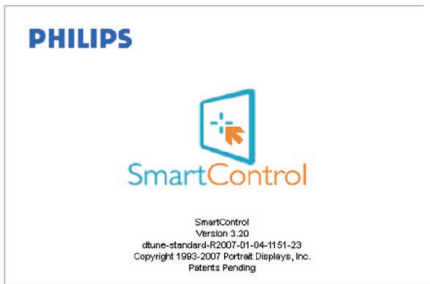 PHILIPS
SmartControl
SmartControl
Version 3.20
dtune-standard-R2007-01-04-1151-23
Copyright 1993-2007 Portrait Displays, Inc.
Patents Pending